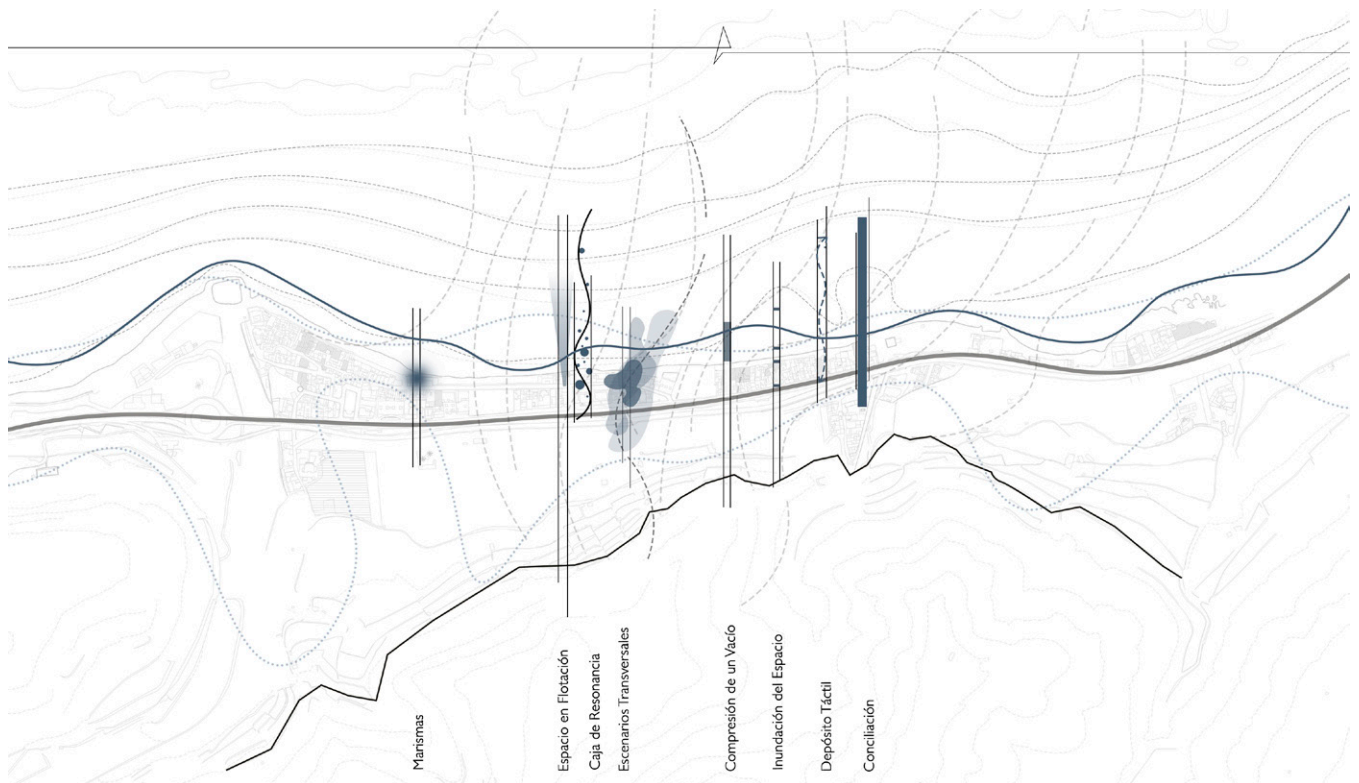 Marismas
Espacio en Flotación
Caja de Resonancia
Escenarios Transversales
Compresión de un Vacío
Inundación del Espacio
Depósito Táctil
Conciliación